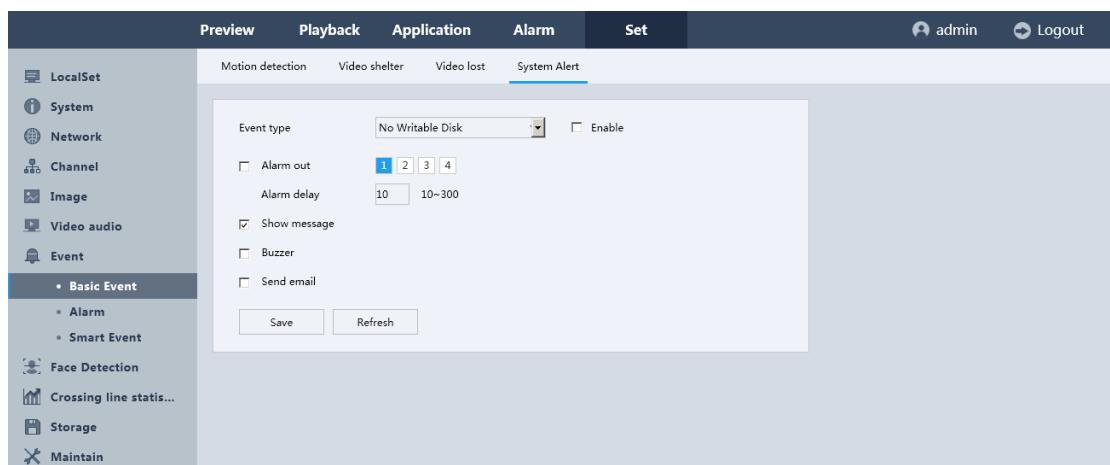 Preview Playback Application Alarm Set admin Logout
Motion detection Video shelter Video lost System Alert
LocalSet
System
Network
Channel
Image
Video audio
Event
• Basic Event
• Alarm
• Smart Event
Face Detection
Crossing line statis...
Storage
Maintain
Event type No Writable Disk Enable
Alarm out 1 2 3 4
Alarm delay 10 10~300
Show message
Buzzer
Send email
Save Refresh